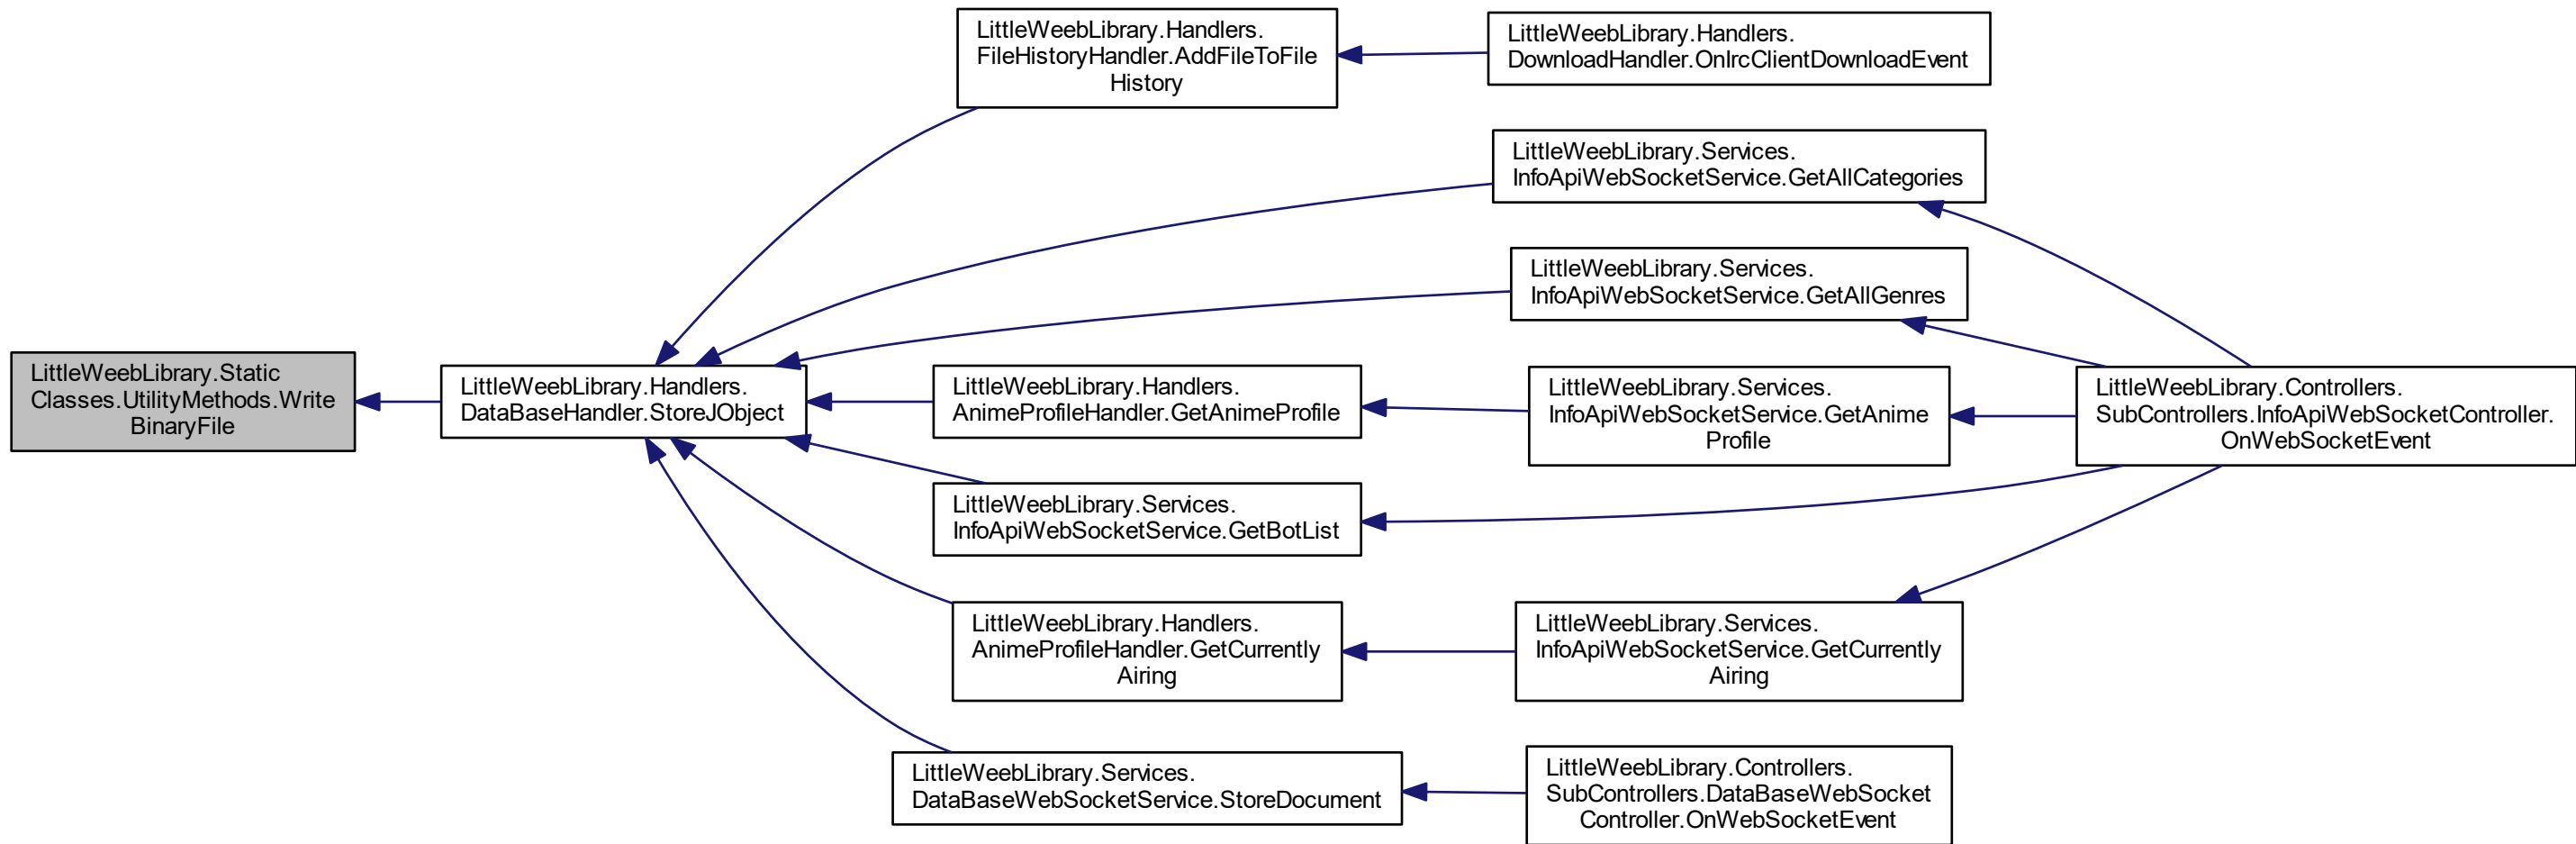 LittleWeebLibrary.Handlers.
FileHistoryHandler.AddFileToFile
History
LittleWeebLibrary.Handlers.
DownloadHandler.OnIrcClientDownloadEvent
LittleWeebLibrary.Services.
InfoApiWebSocketService.GetAllCategories
LittleWeebLibrary.Services.
InfoApiWebSocketService.GetAllGenres
LittleWeebLibrary.Static
Classes.UtilityMethods.Write
BinaryFile
LittleWeebLibrary.Handlers.
DataBaseHandler.StoreJObject
LittleWeebLibrary.Handlers.
AnimeProfileHandler.GetAnimeProfile
LittleWeebLibrary.Services.
InfoApiWebSocketService.GetAnime
Profile
LittleWeebLibrary.Controllers.
SubControllers.InfoApiWebSocketController.
OnWebSocketEvent
LittleWeebLibrary.Services.
InfoApiWebSocketService.GetBotList
LittleWeebLibrary.Handlers.
AnimeProfileHandler.GetCurrently
Airing
LittleWeebLibrary.Services.
InfoApiWebSocketService.GetCurrently
Airing
LittleWeebLibrary.Services.
DataBaseWebSocketService.StoreDocument
LittleWeebLibrary.Controllers.
SubControllers.DataBaseWebSocket
Controller.OnWebSocketEvent